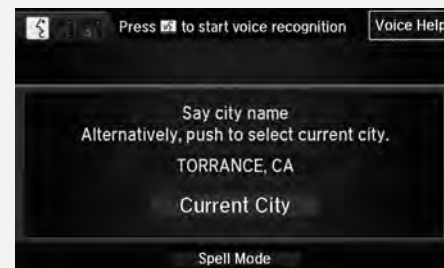 Press to start voice recognition
Voice Help
Say city name
Alternatively, push to select current city.
TORRANCE, CA
Current City
Spell Mode